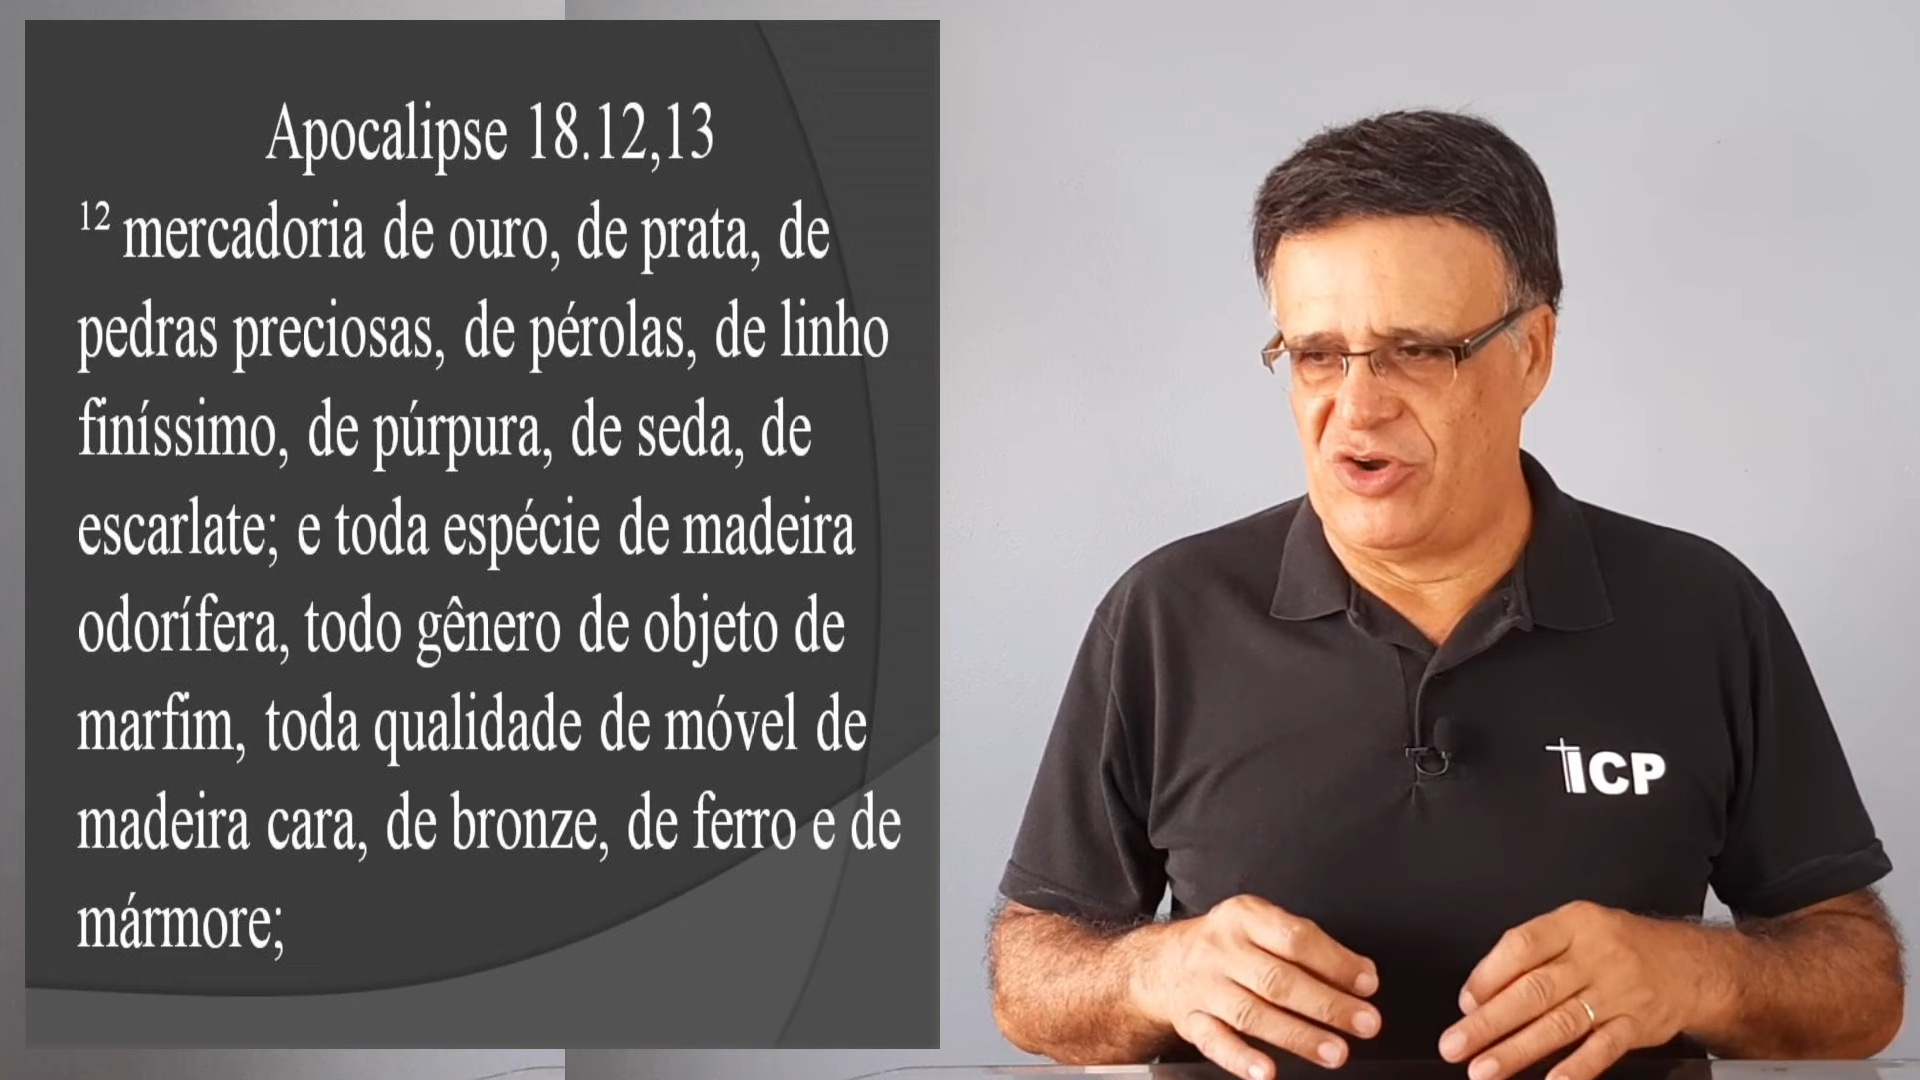 Apocalipse 18.12,13
¹² mercadoria de ouro, de prata, de
pedras preciosas, de pérolas, de linho
finíssimo, de púrpura, de seda, de
escarlate; e toda espécie de madeira
odorífera, todo gênero de objeto de
marfim, toda qualidade de móvel de
madeira cara, de bronze, de ferro e de
mármore;
ICP